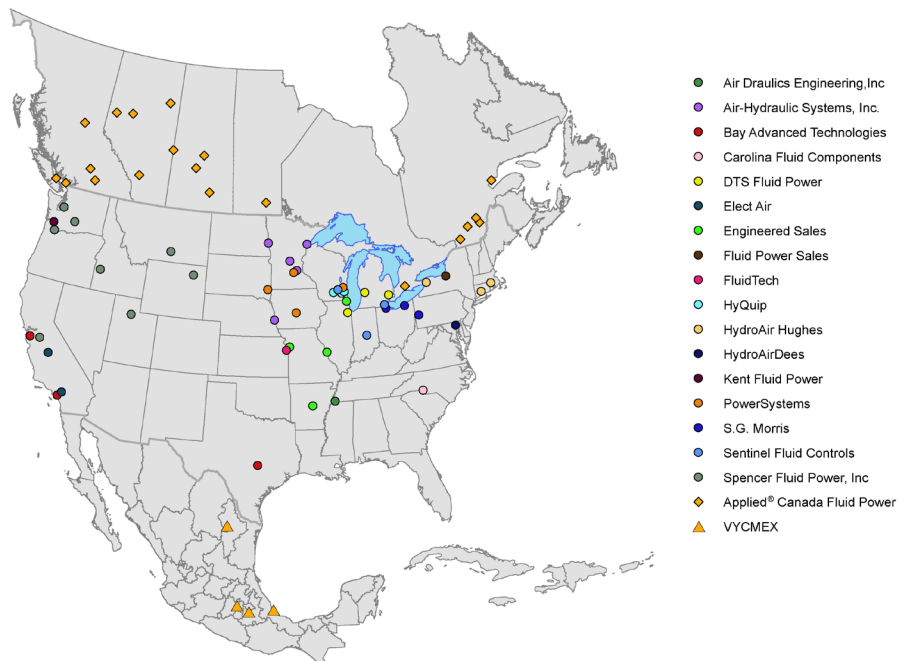 Air Draulics Engineering,Inc
Air-Hydraulic Systems, Inc.
Bay Advanced Technologies
Carolina Fluid Components
DTS Fluid Power
Elect Air
Engineered Sales
Fluid Power Sales
FluidTech
HyQuip
HydroAir Hughes
HydroAirDees
Kent Fluid Power
PowerSystems
S.G. Morris
Sentinel Fluid Controls
Spencer Fluid Power, Inc
Applied® Canada Fluid Power
VYCMEX